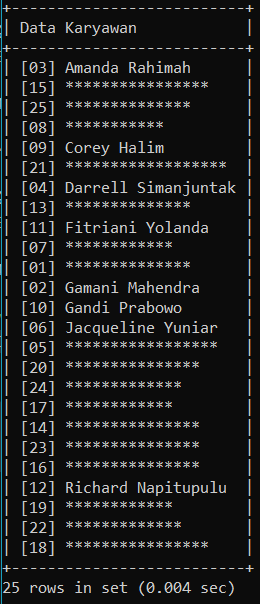 +--------------------------+
| Data Karyawan            |
+--------------------------+
| [03] Amanda Rahimah      |
| [15] ****************    |
| [25] **************      |
| [08] ***********         |
| [09] Corey Halim         |
| [21] ******************  |
| [04] Darrell Simanjuntak |
| [13] **************      |
| [11] Fitriani Yolanda    |
| [07] ************        |
| [01] **************      |
| [02] Gamani Mahendra     |
| [10] Gandi Prabowo       |
| [06] Jacqueline Yuniar   |
| [05] *****************   |
| [20] ***************     |
| [24] *************       |
| [17] ************        |
| [14] ***************     |
| [23] ***************     |
| [16] ***************     |
| [12] Richard Napitupulu  |
| [19] ************        |
| [22] *************       |
| [18] ****************    |
+--------------------------+
25 rows in set (0.004 sec)